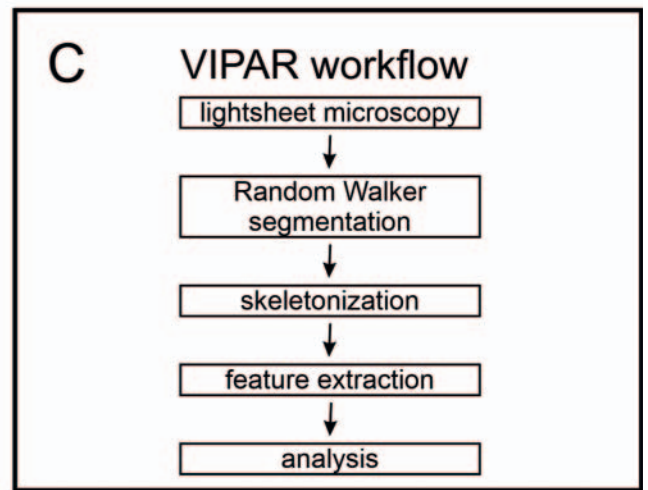 C
VIPAR workflow
lightsheet microscopy
Random Walker
segmentation
skeletonization
feature extraction
analysis